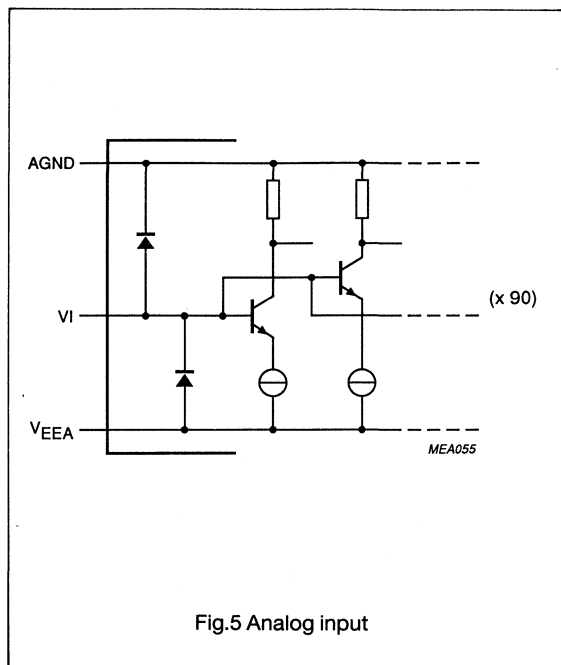 AGND
VI
(x 90)
VEEA
MEA055
Fig.5 Analog input